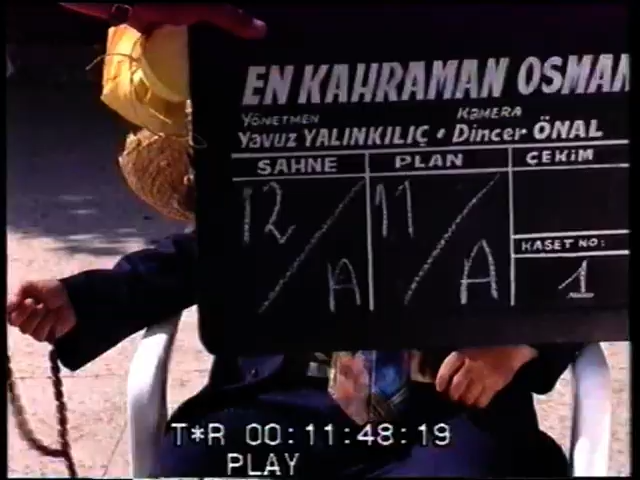 EN KAHRAMAN OSMAN
YÖNETMEN KAMERA
Yavuz YALINKILIÇ • Dincer ÖNAL
SAHNE PLAN ÇEKİM
12/A 11/A
KASET NO:
1
T*R 00:11:48:19
PLAY